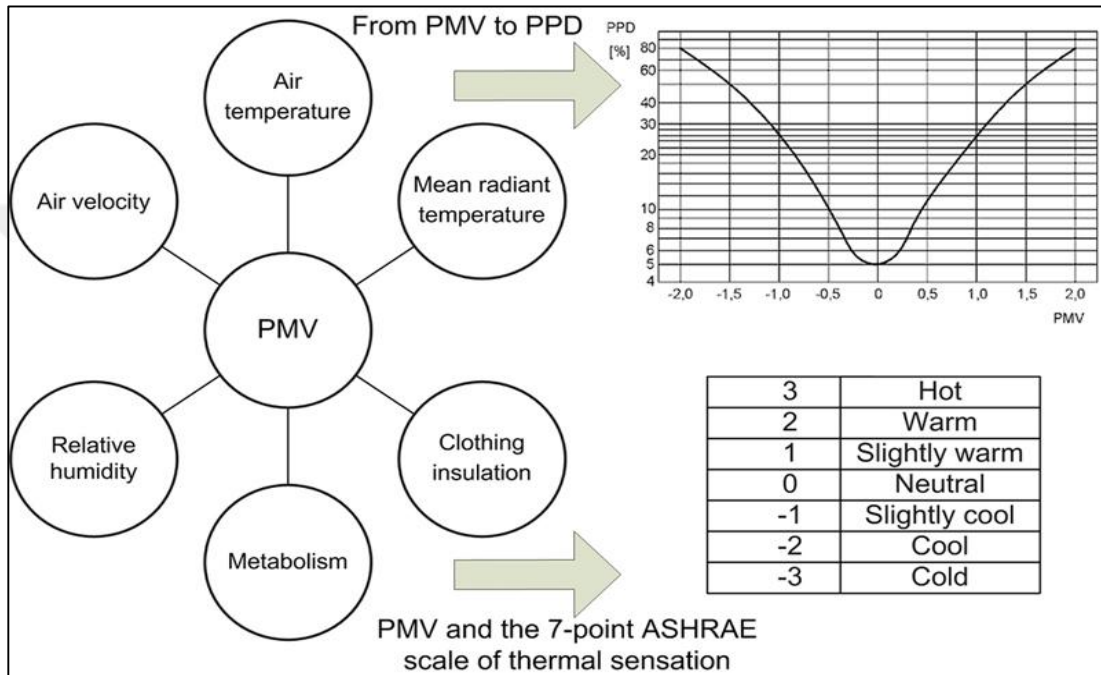 From PMV to PPD
Air
temperature
Air velocity
Mean radiant
temperature
PMV
Relative
humidity
Clothing
insulation
Metabolism
PPD
[%]
80
60
40
30
20
10
8
6
5
4
-2,0 -1,5 -1,0 -0,5 0 0,5 1,0 1,5 2,0
PMV
3 Hot
2 Warm
1 Slightly warm
0 Neutral
-1 Slightly cool
-2 Cool
-3 Cold
PMV and the 7-point ASHRAE
scale of thermal sensation